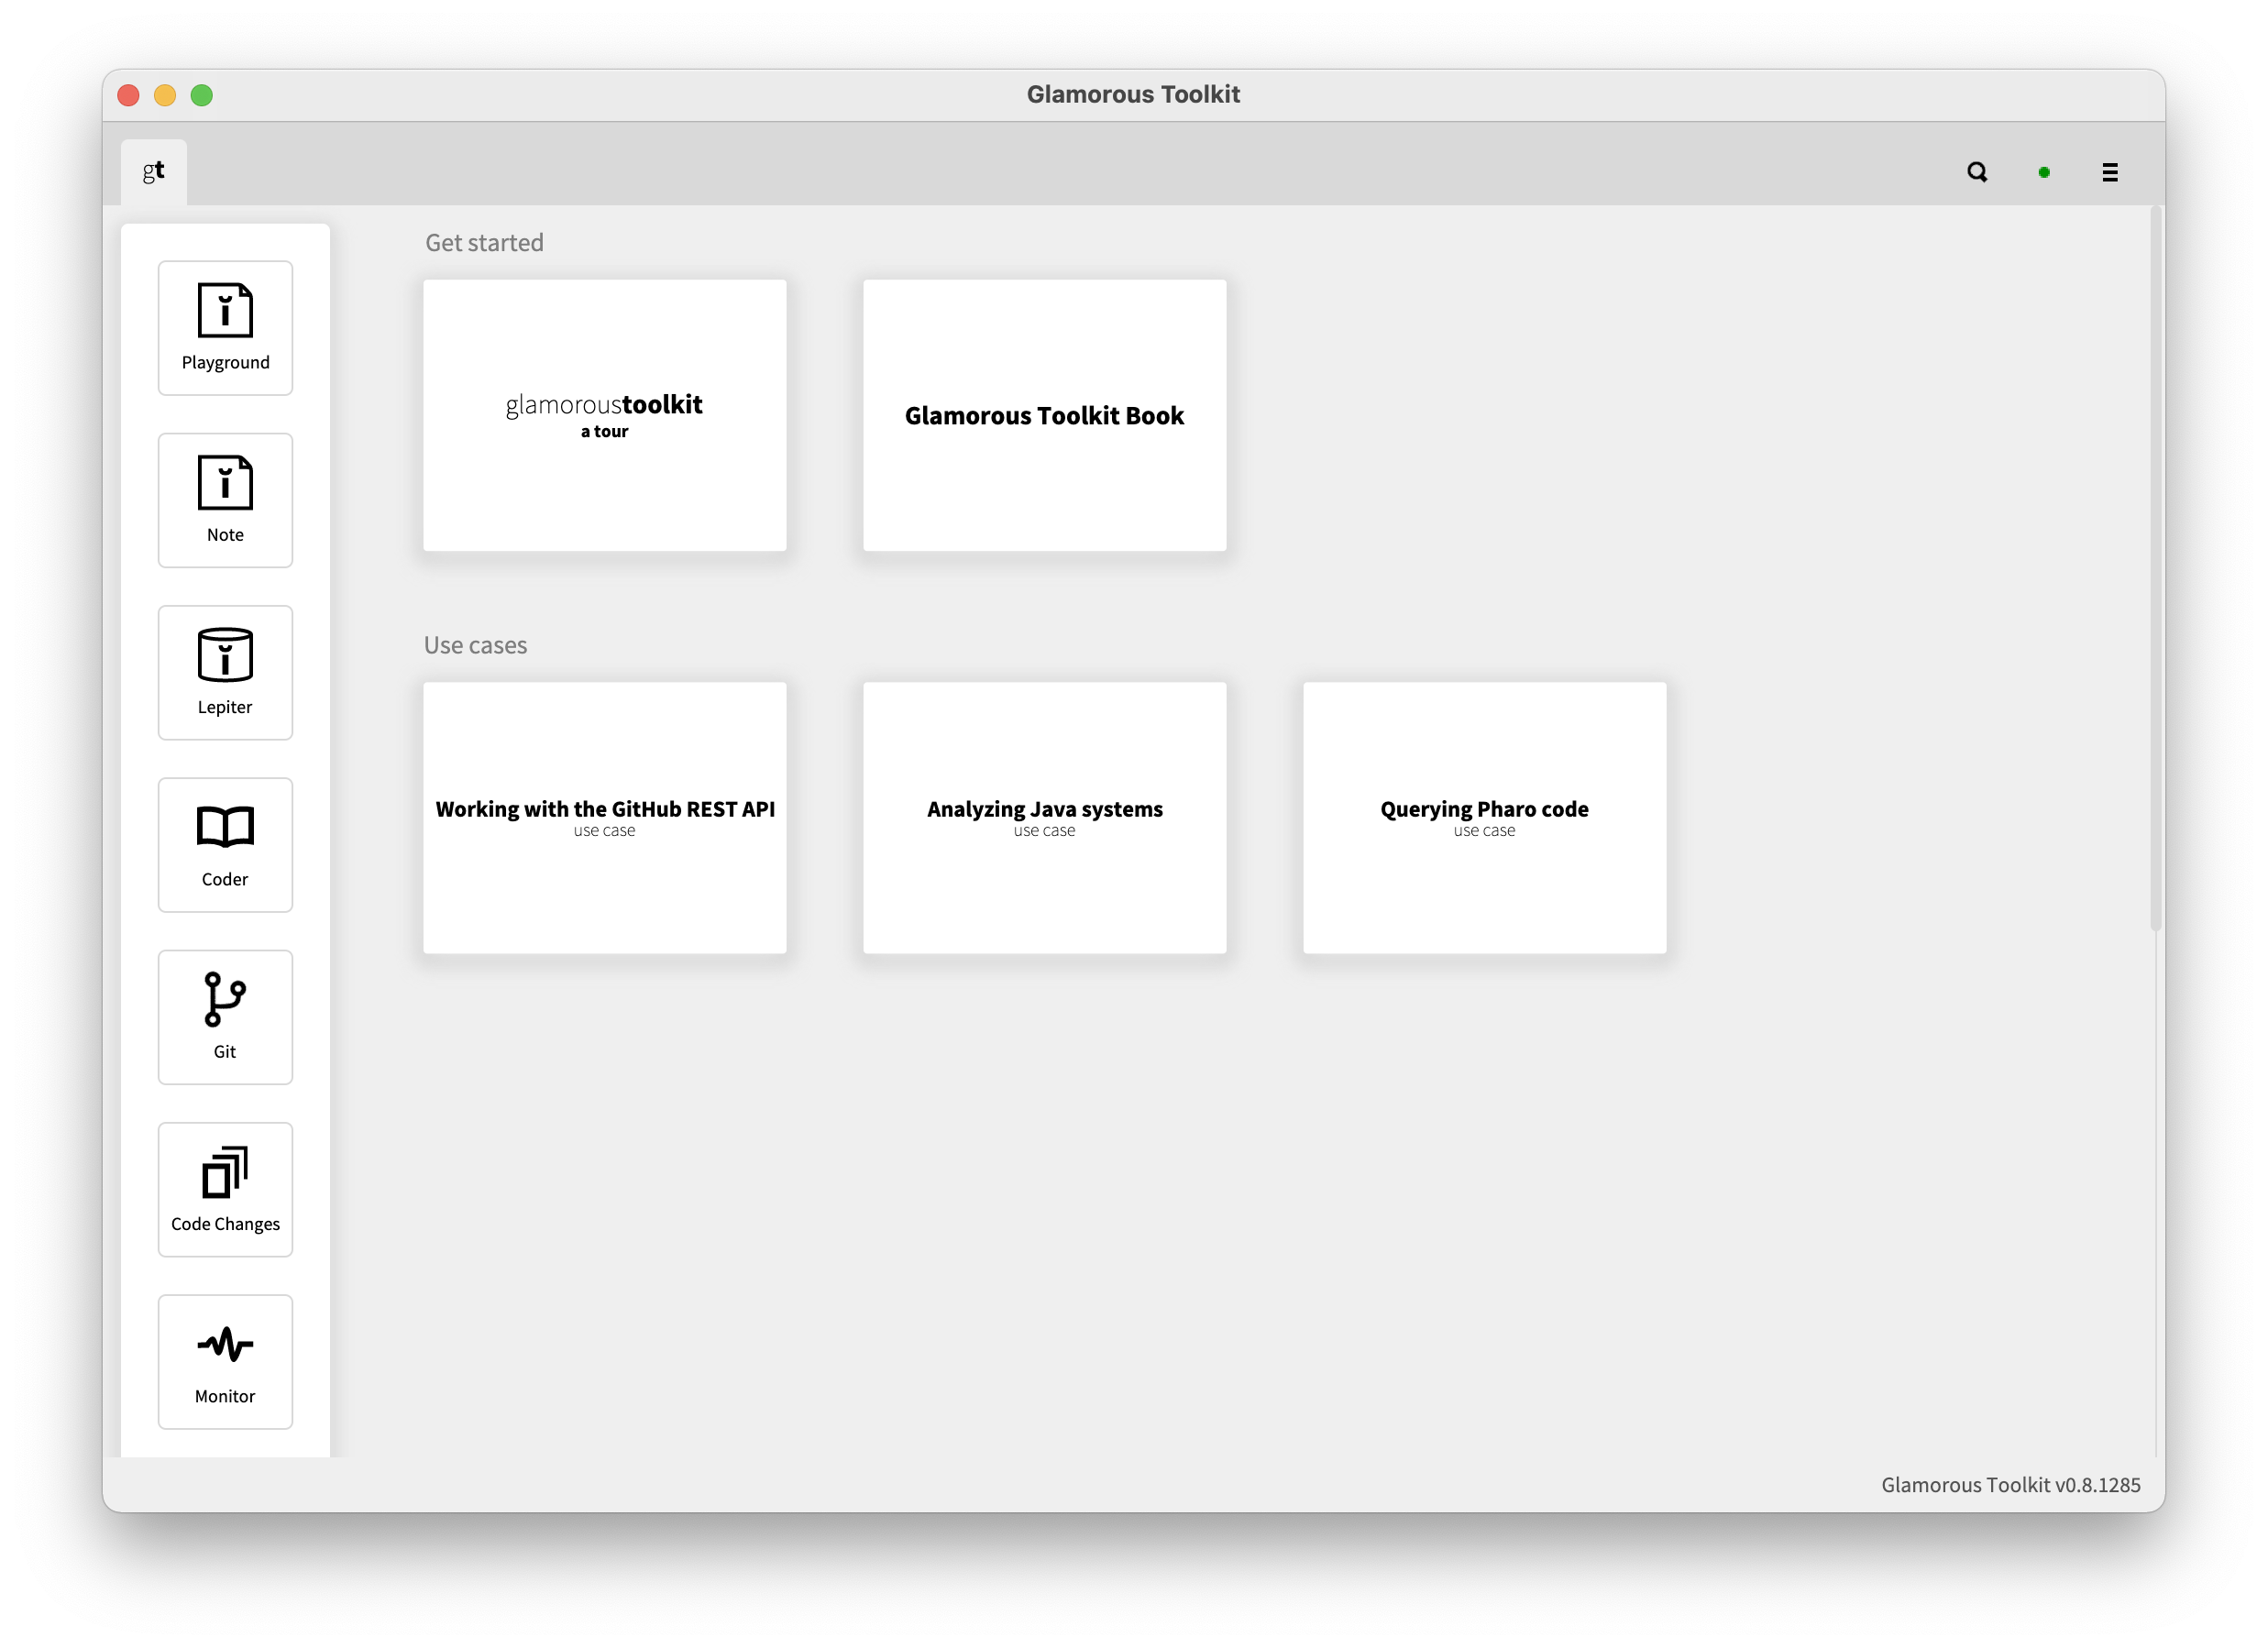 Glamorous Toolkit
gt
Playground
Note
Lepiter
Coder
Git
Code Changes
Monitor
Get started
glamoroustoolkit
a tour
Glamorous Toolkit Book
Use cases
Working with the GitHub REST API
use case
Analyzing Java systems
use case
Querying Pharo code
use case
Glamorous Toolkit v0.8.1285